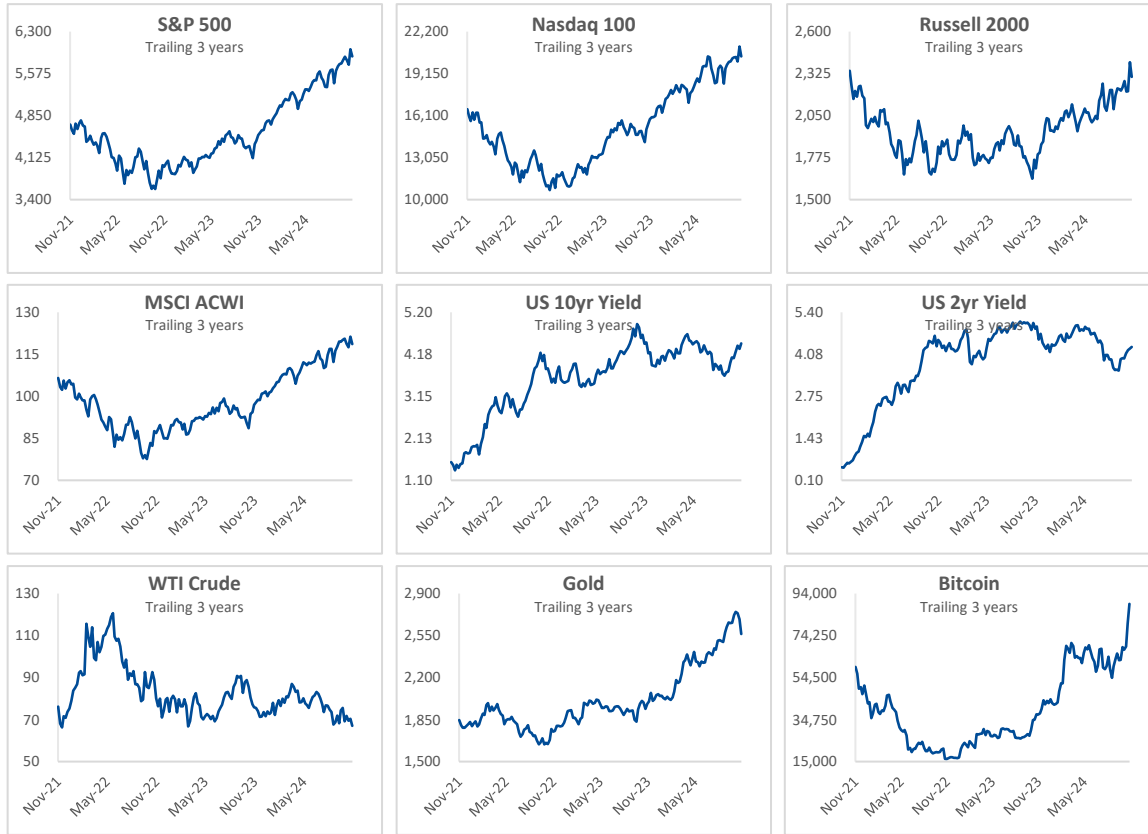 S&P 500
Trailing 3 years
6,300
5,575
4,850
4,125
3,400
Nov-21
May-22
Nov-22
May-23
Nov-23
May-24
Nasdaq 100
Trailing 3 years
22,200
19,150
16,100
13,050
10,000
Nov-21
May-22
Nov-22
May-23
Nov-23
May-24
Russell 2000
Trailing 3 years
2,600
2,325
2,050
1,775
1,500
Nov-21
May-22
Nov-22
May-23
Nov-23
May-24
MSCI ACWI
Trailing 3 years
130
115
100
85
70
Nov-21
May-22
Nov-22
May-23
Nov-23
May-24
US 10yr Yield
Trailing 3 years
5.20
4.18
3.15
2.13
1.10
Nov-21
May-22
Nov-22
May-23
Nov-23
May-24
US 2yr Yield
Trailing 3 years
5.40
4.08
2.75
1.43
0.10
Nov-21
May-22
Nov-22
May-23
Nov-23
May-24
WTI Crude
Trailing 3 years
130
110
90
70
50
Nov-21
May-22
Nov-22
May-23
Nov-23
May-24
Gold
Trailing 3 years
2,900
2,550
2,200
1,850
1,500
Nov-21
May-22
Nov-22
May-23
Nov-23
May-24
Bitcoin
Trailing 3 years
94,000
74,250
54,500
34,750
15,000
Nov-21
May-22
Nov-22
May-23
Nov-23
May-24